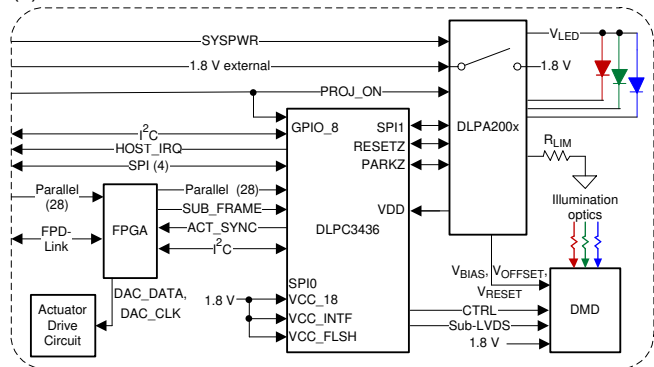 SYSPWR
1.8 V external
PROJ_ON
I²C
HOST_IRQ
SPI (4)
Parallel
(28)
FPD-
Link
FPGA
Parallel (28)
SUB_FRAME
ACT_SYNC
I²C
DAC_DATA,
DAC_CLK
Actuator
Drive
Circuit
GPIO_8
SPI1
RESETZ
PARKZ
VDD
DLPC3436
SPI0
1.8 V
VCC_18
VCC_INTF
VCC_FLSH
DLPA200x
VLED
1.8 V
RLIM
Illumination
optics
VBIAS, VOFFSET,
VRESET
CTRL
Sub-LVDS
1.8 V
DMD